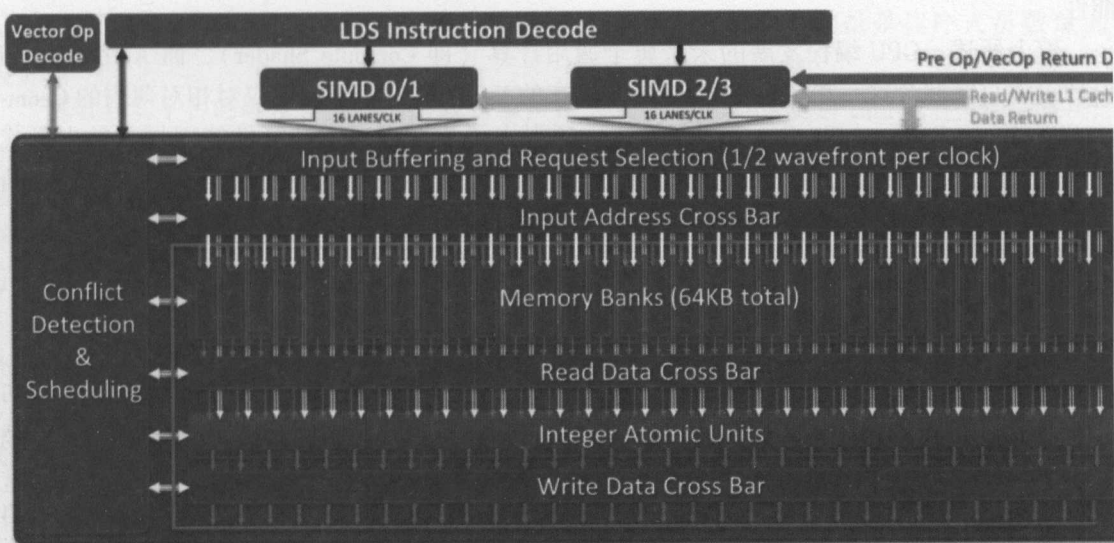 Vector Op
Decode
LDS Instruction Decode
SIMD 0/1
SIMD 2/3
Pre Op/VecOp Return D
16 LANES/CLK
16 LANES/CLK
Read/Write L1 Cach
Data Return
Input Buffering and Request Selection (1/2 wavefront per clock)
Input Address Cross Bar
Conflict
Detection
&
Scheduling
Memory Banks (64KB total)
Read Data Cross Bar
Integer Atomic Units
Write Data Cross Bar